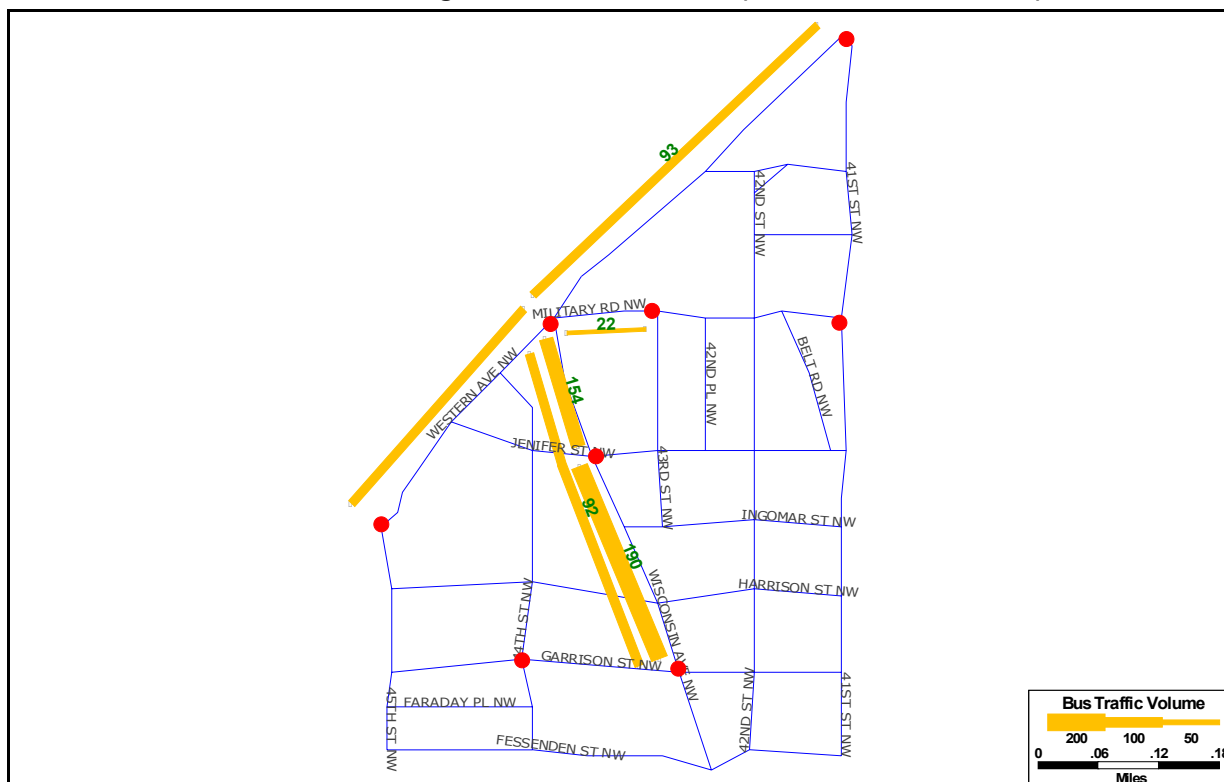 93
42ND ST NW
41ST ST NW
MILITARY RD NW
22
WESTERN AVE NW
154
42ND PL NW
BELT RD NW
JENIFER ST NW
43RD ST NW
92
190
INGOMAR ST NW
WISCONSIN AVE NW
HARRISON ST NW
44TH ST NW
GARRISON ST NW
45TH ST NW
FARADAY PL NW
FESSENDEN ST NW
42ND ST NW
41ST ST NW
Bus Traffic Volume
200 100 50
0 .06 .12 .18
Miles